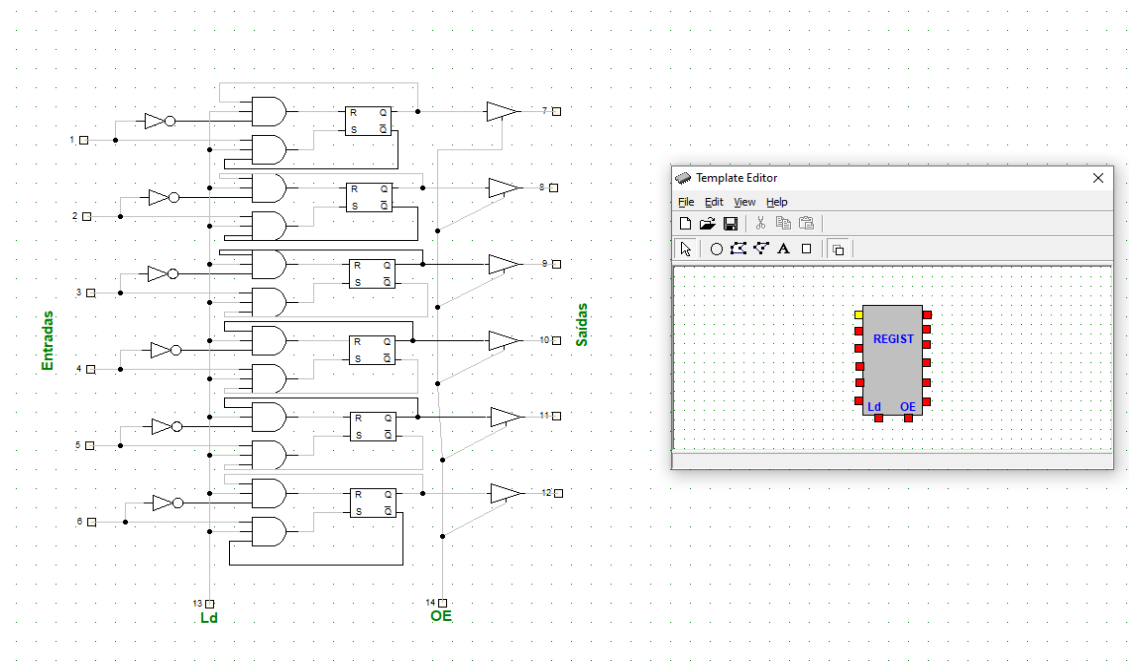 1
R Q
S Q
7
2
R Q
S Q
8
3
R Q
S Q
9
4
R Q
S Q
10
5
R Q
S Q
11
6
R Q
S Q
12
Entradas
Saídas
13
Ld
14
OE
Template Editor
File Edit View Help
A
REGIST
Ld OE